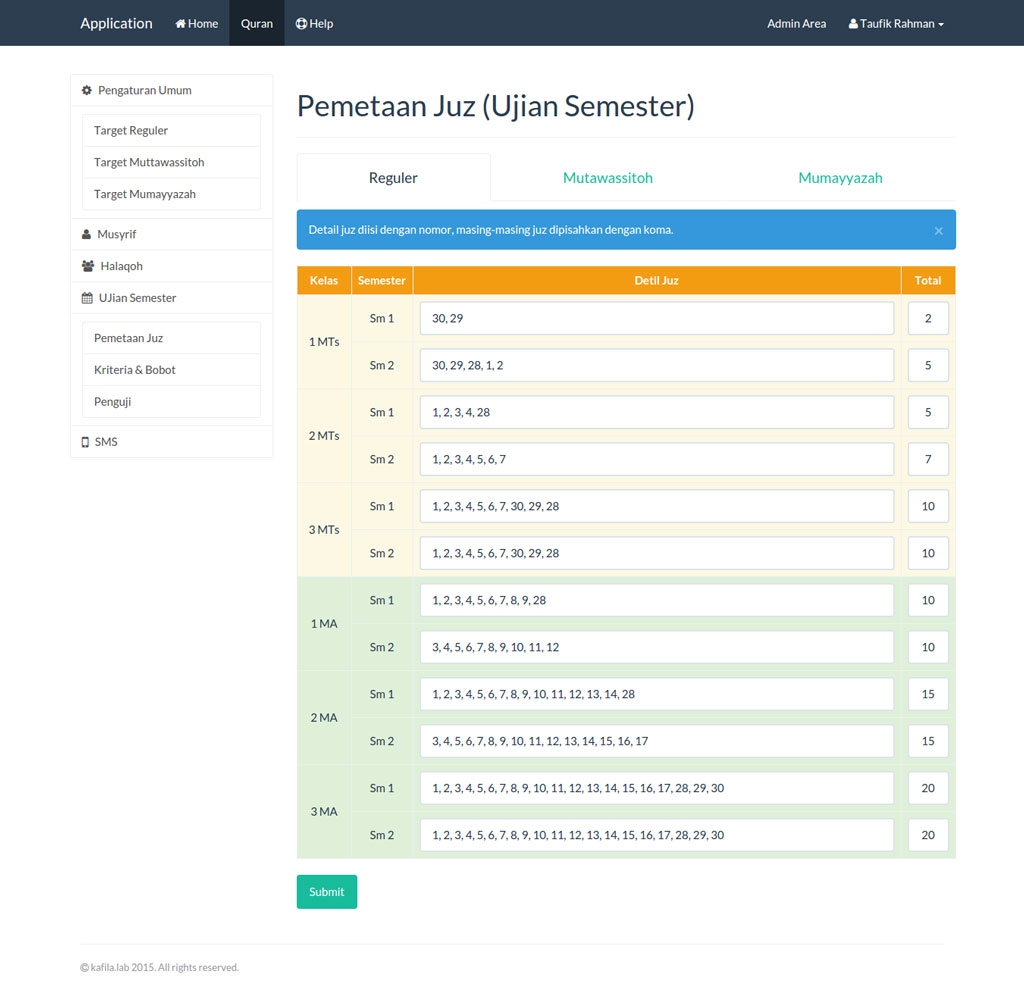 Application Home Quran Help Admin Area Taufik Rahman
Pengaturan Umum
Target Reguler
Target Muttawassitoh
Target Mumayyazah
Musyrif
Halaqoh
UJian Semester
Pemetaan Juz
Kriteria & Bobot
Penguji
SMS
Pemetaan Juz (Ujian Semester)
Reguler Mutawassitoh Mumayyazah
Detail juz diisi dengan nomor, masing-masing juz dipisahkan dengan koma. ×
Kelas Semester Detil Juz Total
1 MTs
Sm 1 30, 29 2
Sm 2 30, 29, 28, 1, 2 5
2 MTs
Sm 1 1, 2, 3, 4, 28 5
Sm 2 1, 2, 3, 4, 5, 6, 7 7
3 MTs
Sm 1 1, 2, 3, 4, 5, 6, 7, 30, 29, 28 10
Sm 2 1, 2, 3, 4, 5, 6, 7, 30, 29, 28 10
1 MA
Sm 1 1, 2, 3, 4, 5, 6, 7, 8, 9, 28 10
Sm 2 3, 4, 5, 6, 7, 8, 9, 10, 11, 12 10
2 MA
Sm 1 1, 2, 3, 4, 5, 6, 7, 8, 9, 10, 11, 12, 13, 14, 28 15
Sm 2 3, 4, 5, 6, 7, 8, 9, 10, 11, 12, 13, 14, 15, 16, 17 15
3 MA
Sm 1 1, 2, 3, 4, 5, 6, 7, 8, 9, 10, 11, 12, 13, 14, 15, 16, 17, 28, 29, 30 20
Sm 2 1, 2, 3, 4, 5, 6, 7, 8, 9, 10, 11, 12, 13, 14, 15, 16, 17, 28, 29, 30 20
Submit
© kafila.lab 2015. All rights reserved.